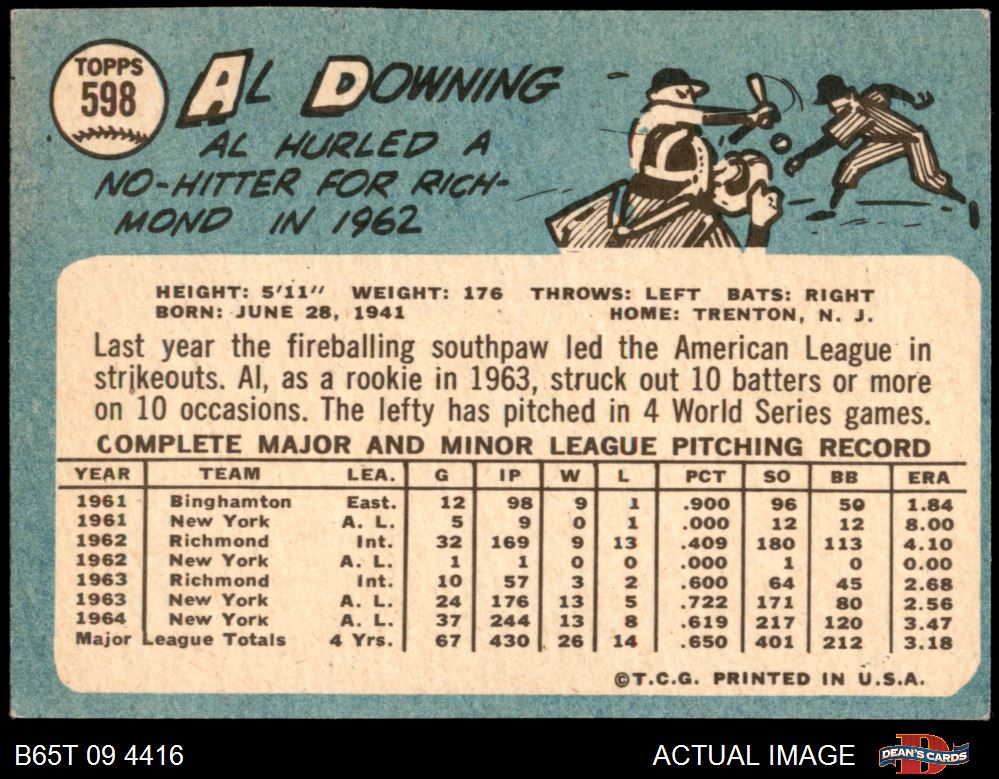 TOPPS
598
AL DOWNING
AL HURLED A
NO-HITTER FOR RICH-
MOND IN 1962
HEIGHT: 5'11" WEIGHT: 176 THROWS: LEFT BATS: RIGHT
BORN: JUNE 28, 1941 HOME: TRENTON, N. J.
Last year the fireballing southpaw led the American League in
strikeouts. Al, as a rookie in 1963, struck out 10 batters or more
on 10 occasions. The lefty has pitched in 4 World Series games.
COMPLETE MAJOR AND MINOR LEAGUE PITCHING RECORD
YEAR TEAM LEA. G IP W L PCT SO BB ERA
1961 Binghamton East. 12 98 9 1 .900 96 50 1.84
1961 New York A. L. 5 9 0 1 .000 12 12 8.00
1962 Richmond Int. 32 169 9 13 .409 180 113 4.10
1962 New York A. L. 1 1 0 0 .000 1 0 0.00
1963 Richmond Int. 10 57 3 2 .600 64 45 2.68
1963 New York A. L. 24 176 13 5 .722 171 80 2.56
1964 New York A. L. 37 244 13 8 .619 217 120 3.47
Major League Totals 4 Yrs. 67 430 26 14 .650 401 212 3.18
©T.C.G. PRINTED IN U.S.A.
B65T 09 4416 ACTUAL IMAGE DEAN'S CARDS